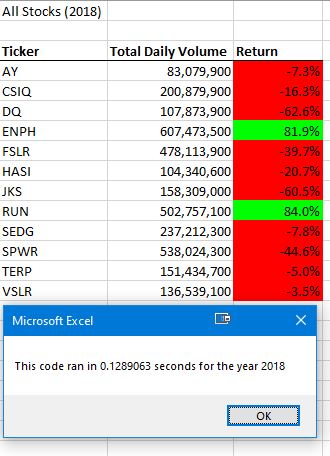 All Stocks (2018)
Ticker Total Daily Volume Return
AY 83,079,900 -7.3%
CSIQ 200,879,900 -16.3%
DQ 107,873,900 -62.6%
ENPH 607,473,500 81.9%
FSLR 478,113,900 -39.7%
HASI 104,340,600 -20.7%
JKS 158,309,000 -60.5%
RUN 502,757,100 84.0%
SEDG 237,212,300 -7.8%
SPWR 538,024,300 -44.6%
TERP 151,434,700 -5.0%
VSLR 136,539,100 -3.5%
Microsoft Excel
This code ran in 0.1289063 seconds for the year 2018
OK